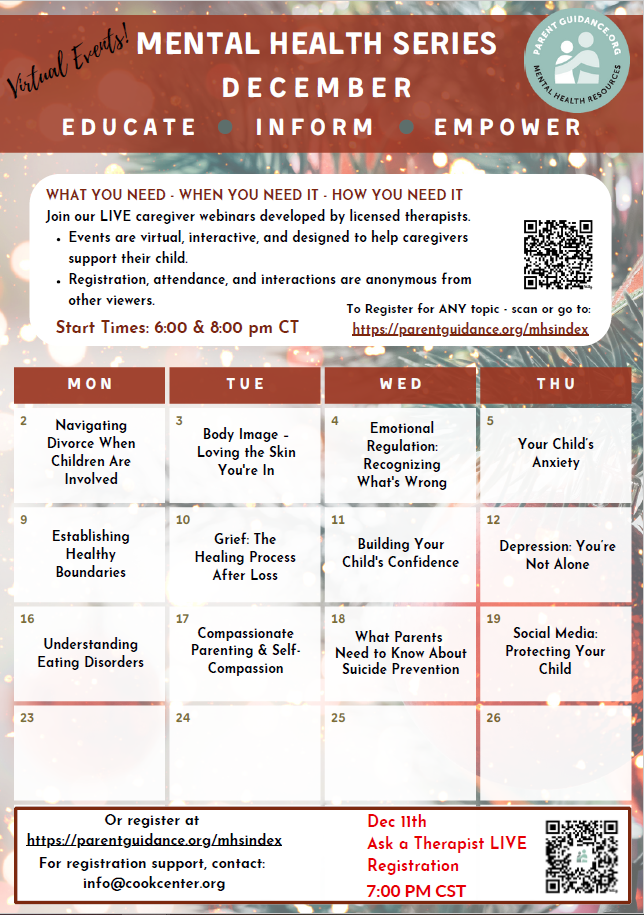 Virtual Events!
MENTAL HEALTH SERIES
DECEMBER
EDUCATE ● INFORM ● EMPOWER
PARENT GUIDANCE.ORG
MENTAL HEALTH RESOURCES
WHAT YOU NEED - WHEN YOU NEED IT - HOW YOU NEED IT
Join our LIVE caregiver webinars developed by licensed therapists.
• Events are virtual, interactive, and designed to help caregivers
support their child.
• Registration, attendance, and interactions are anonymous from
other viewers.
Start Times: 6:00 & 8:00 pm CT
To Register for ANY topic - scan or go to:
https://parentguidance.org/mhsindex
MON TUE WED THU
2
Navigating
Divorce When
Children Are
Involved
3
Body Image –
Loving the Skin
You're In
4
Emotional
Regulation:
Recognizing
What's Wrong
5
Your Child's
Anxiety
9
Establishing
Healthy
Boundaries
10
Grief: The
Healing Process
After Loss
11
Building Your
Child's Confidence
12
Depression: You're
Not Alone
16
Understanding
Eating Disorders
17
Compassionate
Parenting & Self-
Compassion
18
What Parents
Need to Know About
Suicide Prevention
19
Social Media:
Protecting Your
Child
23
24
25
26
Or register at
https://parentguidance.org/mhsindex
For registration support, contact:
info@cookcenter.org
Dec 11th
Ask a Therapist LIVE
Registration
7:00 PM CST